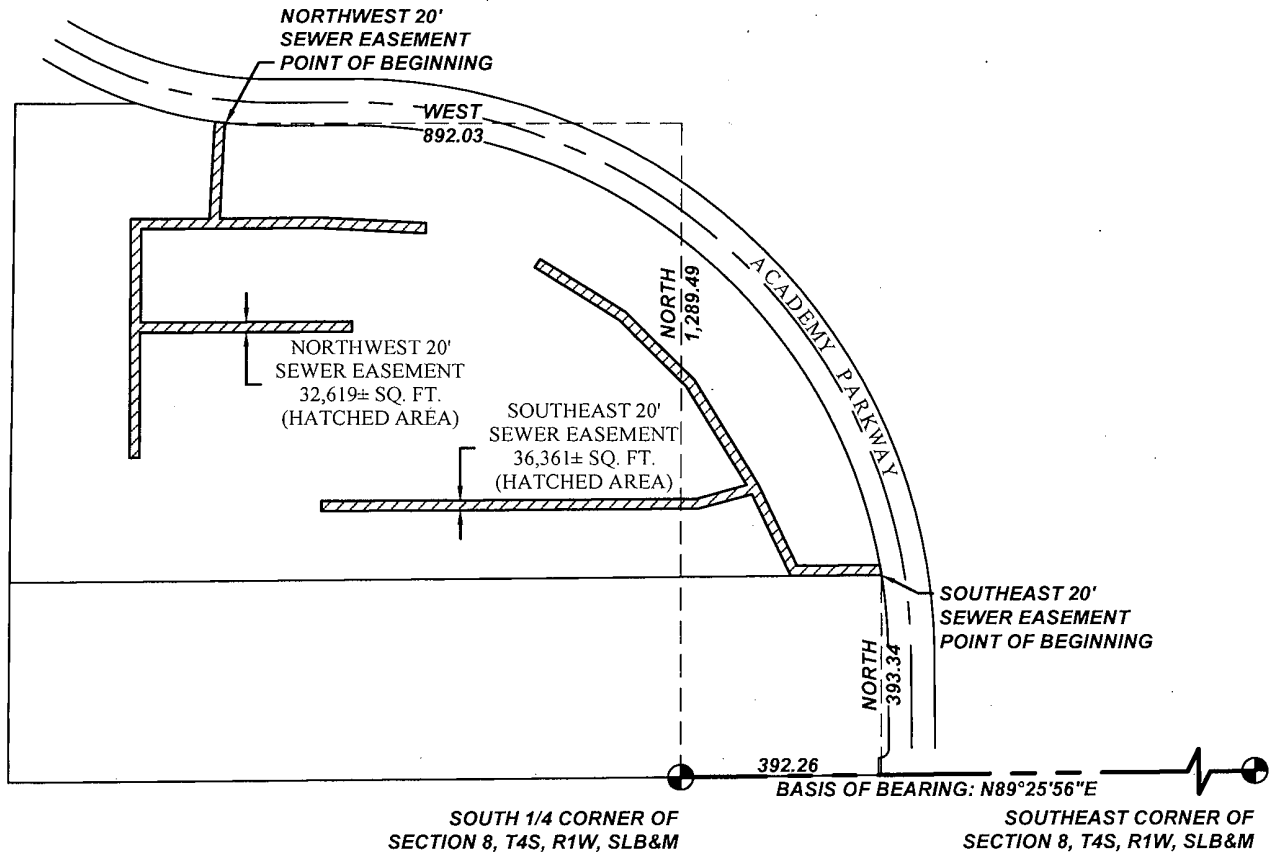 NORTHWEST 20'
SEWER EASEMENT
POINT OF BEGINNING
WEST
892.03
NORTH
1,289.49
ACADEMY PARKWAY
NORTHWEST 20'
SEWER EASEMENT
32,619± SQ. FT.
(HATCHED AREA)
SOUTHEAST 20'
SEWER EASEMENT
36,361± SQ. FT.
(HATCHED AREA)
SOUTHEAST 20'
SEWER EASEMENT
POINT OF BEGINNING
NORTH
393.34
392.26
BASIS OF BEARING: N89°25'56"E
SOUTH 1/4 CORNER OF
SECTION 8, T4S, R1W, SLB&M
SOUTHEAST CORNER OF
SECTION 8, T4S, R1W, SLB&M